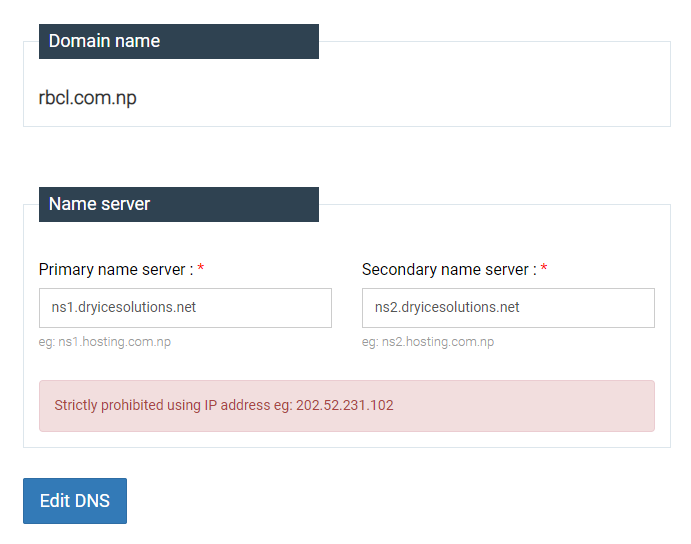 Domain name
rbcl.com.np
Name server
Primary name server : *
Secondary name server : *
ns1.dryicesolutions.net
ns2.dryicesolutions.net
eg: ns1.hosting.com.np
eg: ns2.hosting.com.np
Strictly prohibited using IP address eg: 202.52.231.102
Edit DNS